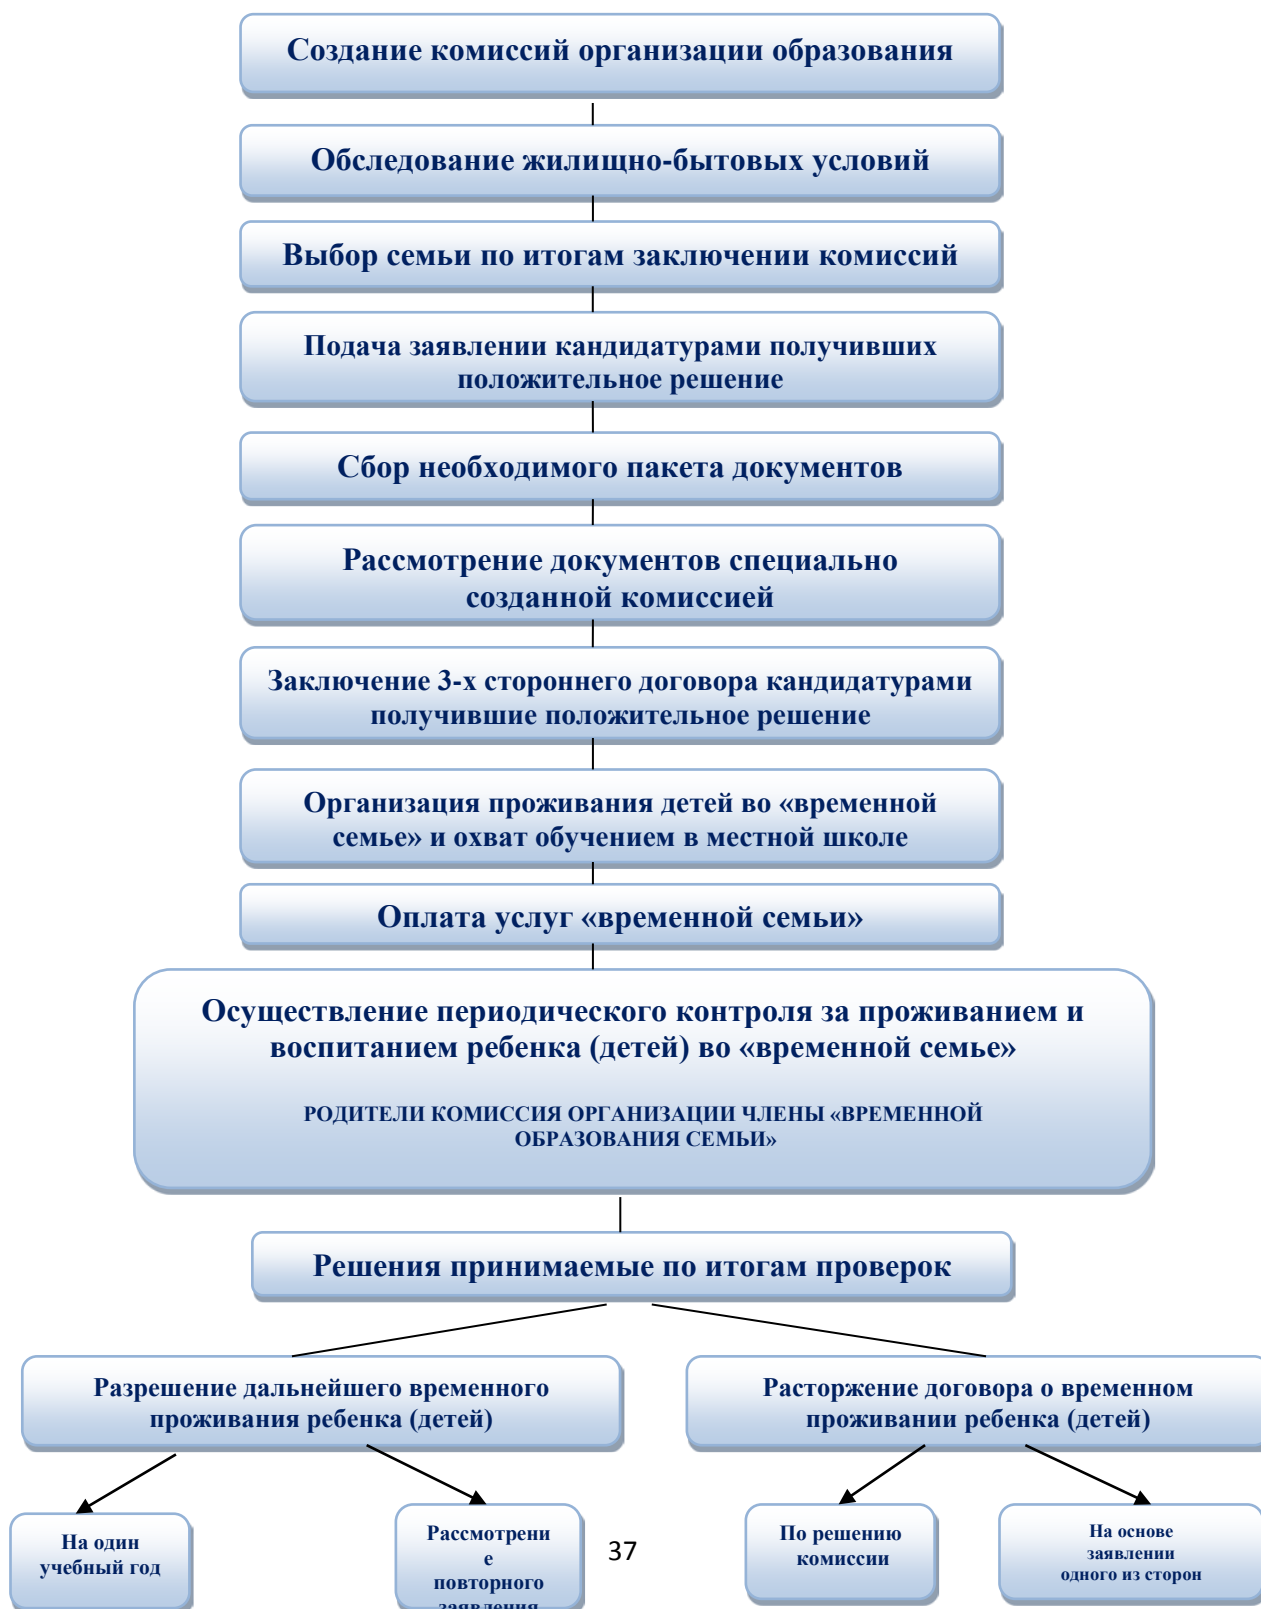 Создание комиссий организации образования
Обследование жилищно-бытовых условий
Выбор семьи по итогам заключении комиссий
Подача заявлении кандидатурами получивших
положительное решение
Сбор необходимого пакета документов
Рассмотрение документов специально
созданной комиссией
Заключение 3-х стороннего договора кандидатурами
получившие положительное решение
Организация проживания детей во «временной
семье» и охват обучением в местной школе
Оплата услуг «временной семьи»
Осуществление периодического контроля за проживанием и
воспитанием ребенка (детей) во «временной семье»
РОДИТЕЛИ КОМИССИЯ ОРГАНИЗАЦИИ ЧЛЕНЫ «ВРЕМЕННОЙ
ОБРАЗОВАНИЯ СЕМЬИ»
Решения принимаемые по итогам проверок
Разрешение дальнейшего временного
проживания ребенка (детей)
Расторжение договора о временном
проживании ребенка (детей)
На один
учебный год
Рассмотрени
е
повторного
заявления
37
По решению
комиссии
На основе
заявлении
одного из сторон